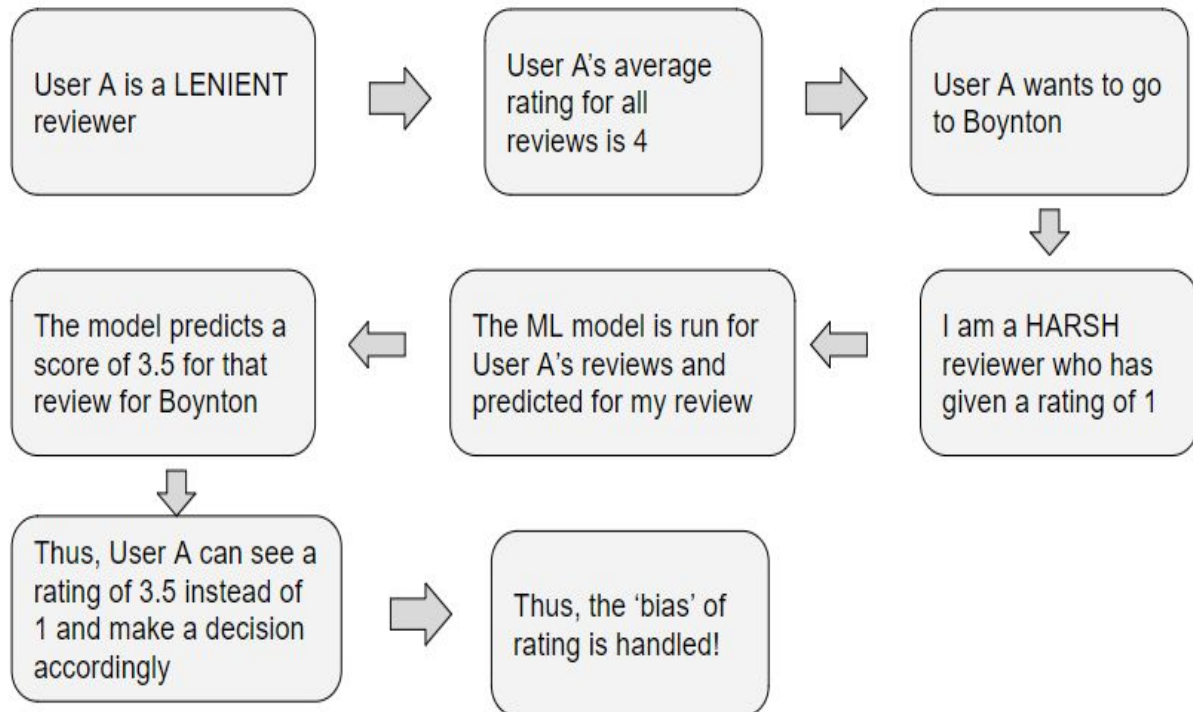 User A is a LENIENT
reviewer
User A’s average
rating for all
reviews is 4
User A wants to go
to Boynton
I am a HARSH
reviewer who has
given a rating of 1
The ML model is run for
User A’s reviews and
predicted for my review
The model predicts a
score of 3.5 for that
review for Boynton
Thus, User A can see a
rating of 3.5 instead of
1 and make a decision
accordingly
Thus, the ‘bias’ of
rating is handled!